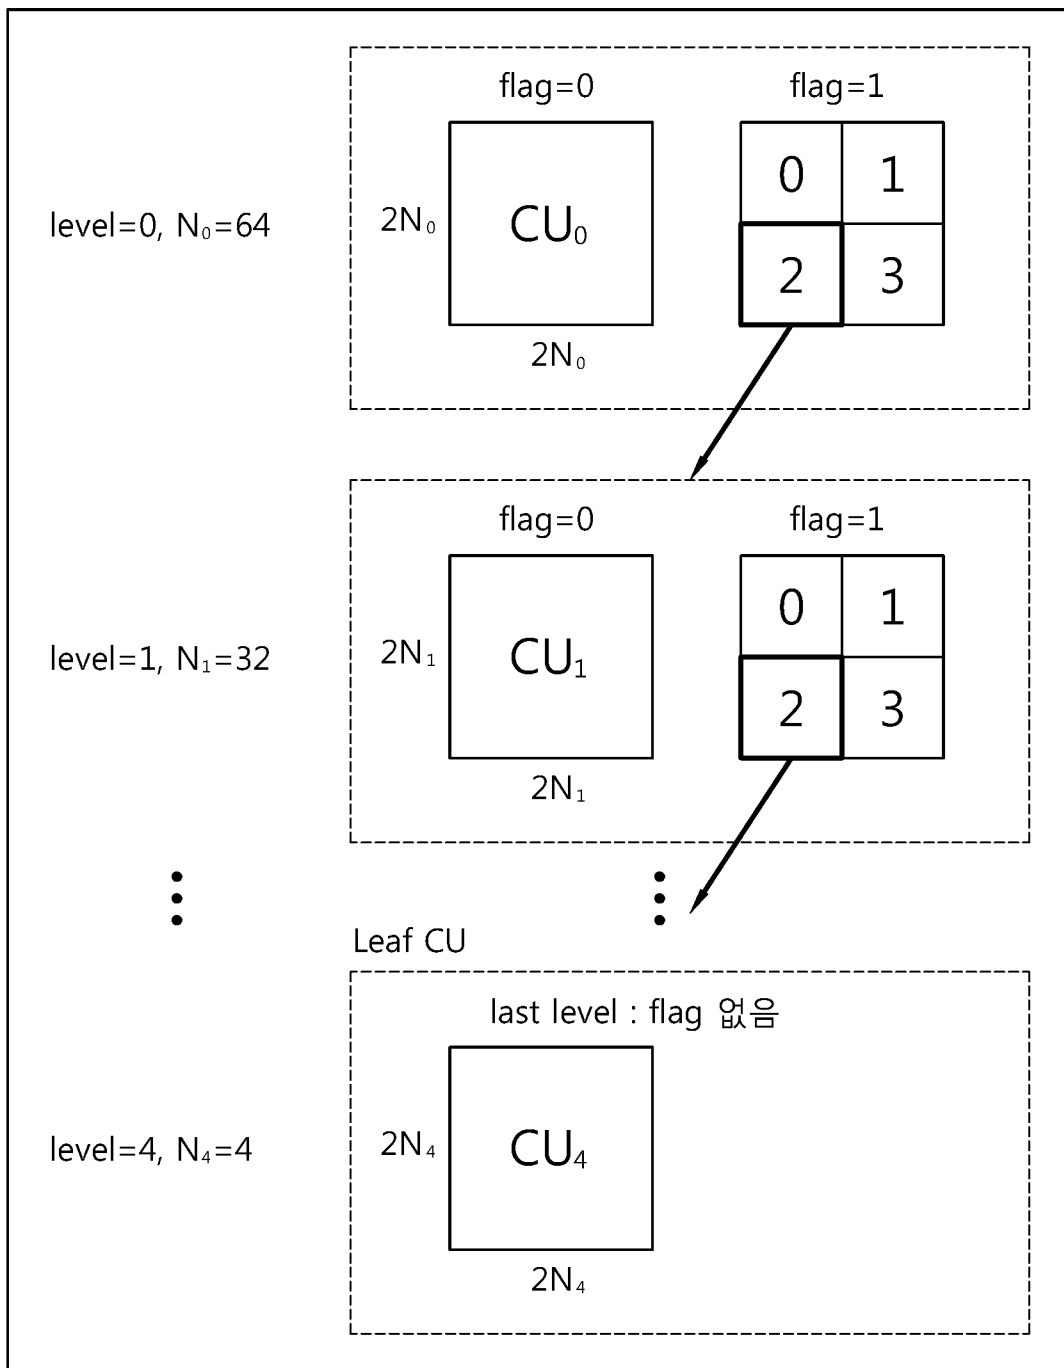 flag=0 flag=1
0 1
level=0, N₀=64 2N₀ CU₀
2 3
2N₀
flag=0 flag=1
0 1
level=1, N₁=32 2N₁ CU₁
2 3
2N₁
Leaf CU
last level : flag 없음
level=4, N₄=4 2N₄ CU₄
2N₄